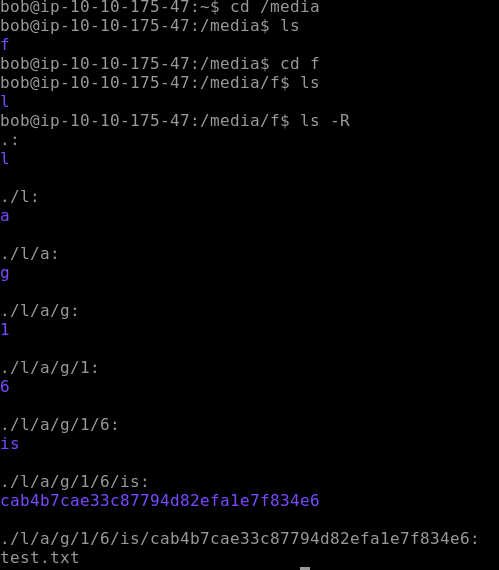 bob@ip-10-10-175-47:~$ cd /media
bob@ip-10-10-175-47:/media$ ls
f
bob@ip-10-10-175-47:/media$ cd f
bob@ip-10-10-175-47:/media/f$ ls
l
bob@ip-10-10-175-47:/media/f$ ls -R
.:
l
./l:
a
./l/a:
g
./l/a/g:
1
./l/a/g/1:
6
./l/a/g/1/6:
is
./l/a/g/1/6/is:
cab4b7cae33c87794d82efa1e7f834e6
./l/a/g/1/6/is/cab4b7cae33c87794d82efa1e7f834e6:
test.txt